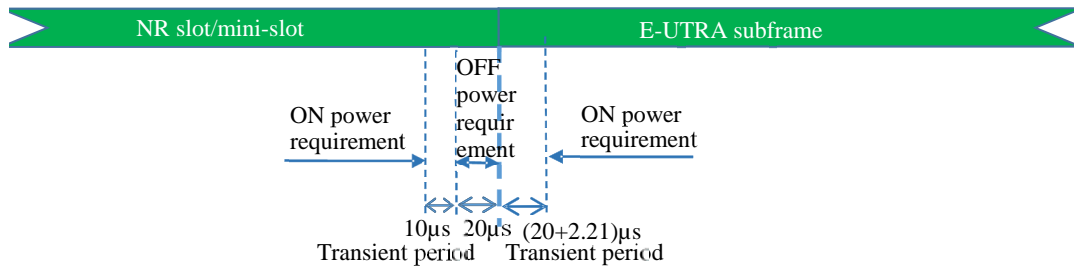 NR slot/mini-slot
E-UTRA subframe
OFF
power
requir
ement
ON power
requirement
ON power
requirement
10µs
20µs
(20+2.21)µs
Transient period
Transient period